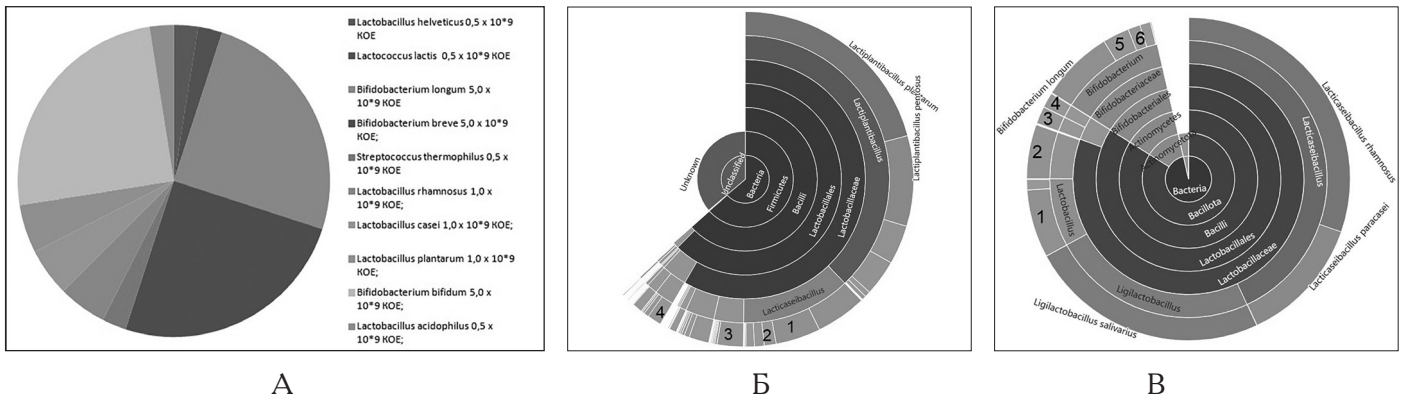 Lactobacillus helveticus 0,5 x 10*9
КОЕ
Lactococcus lactis 0,5 x 10*9 КОЕ
Bifidobacterium longum 5,0 x
10*9 КОЕ
Bifidobacterium breve 5,0 x 10*9
КОЕ;
Streptococcus thermophilus 0,5 x
10*9 КОЕ
Lactobacillus rhamnosus 1,0 x
10*9 КОЕ
Lactobacillus casei 1,0 x 10*9 КОЕ;
Lactobacillus plantarum 1,0 x 10*9
КОЕ;
Bifidobacterium bifidum 5,0 x
10*9 КОЕ;
Lactobacillus acidophilus 0,5 x
10*9 КОЕ;
А
Unknown
Unclassified
Bacteria
Firmicutes
Bacilli
Lactobacillales
Lactobacillaceae
Lactiplantibacillus
Lactiplantibacillus plantarum
Lactiplantibacillus pentosus
Lacticaseibacillus
1
2
3
4
Б
Bacteria
Bacillota
Bacilli
Lactobacillales
Lactobacillaceae
Lacticaseibacillus
Lacticaseibacillus rhamnosus
Lacticaseibacillus paracasei
Ligilactobacillus
Ligilactobacillus salivarius
Lactobacillus
1
2
3
4
Bifidobacterium longum
5
6
Bifidobacterium
Bifidobacteriaceae
Bifidobacteriales
Actinomycetes
В